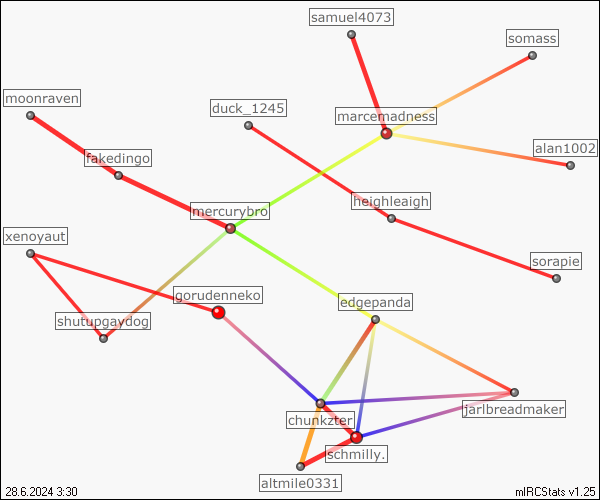 samuel4073
somass
moonraven
duck_1245
marcemadness
fakedingo
alan1002
heighleaigh
mercurybro
xenoyaut
sorapie
gorudenneko
edgepanda
shutupgaydog
jarlbreadmaker
chunkzter
schmilly.
altmile0331
28.6.2024 3:30
mIRCStats v1.25